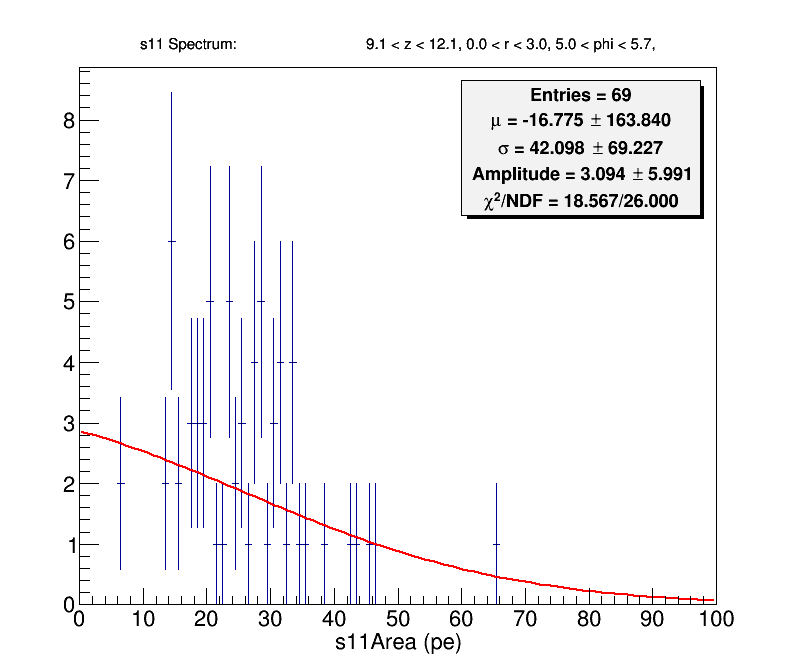 s11 Spectrum: 9.1 < z < 12.1, 0.0 < r < 3.0, 5.0 < phi < 5.7,
Entries = 69
μ = -16.775 ± 163.840
σ = 42.098 ± 69.227
Amplitude = 3.094 ± 5.991
χ²/NDF = 18.567/26.000
8
7
6
5
4
3
2
1
0
0 10 20 30 40 50 60 70 80 90 100
s11Area (pe)